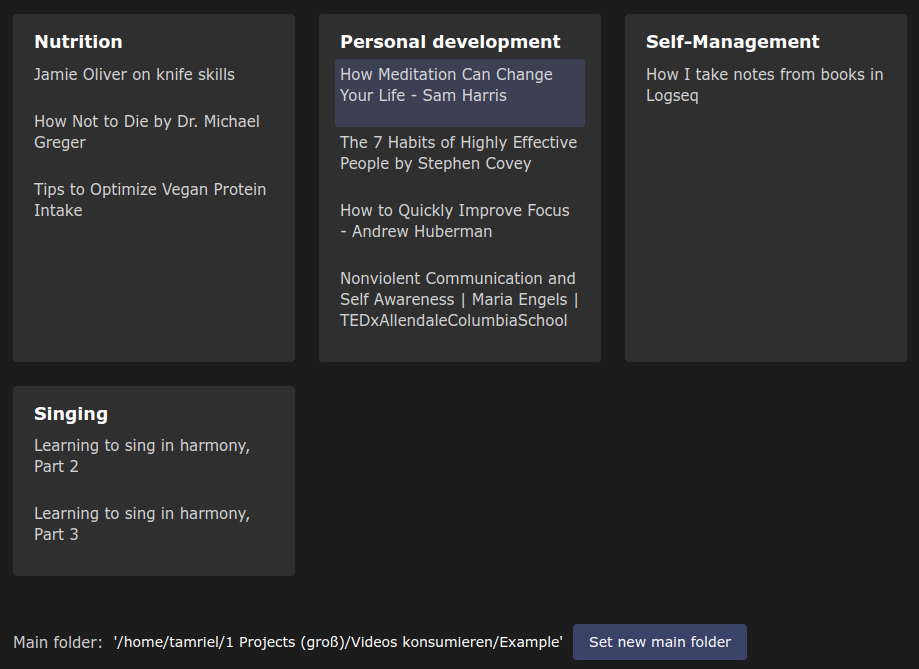 Nutrition
Jamie Oliver on knife skills
How Not to Die by Dr. Michael
Greger
Tips to Optimize Vegan Protein
Intake
Personal development
How Meditation Can Change
Your Life - Sam Harris
The 7 Habits of Highly Effective
People by Stephen Covey
How to Quickly Improve Focus
- Andrew Huberman
Nonviolent Communication and
Self Awareness | Maria Engels |
TEDxAllendaleColumbiaSchool
Self-Management
How I take notes from books in
Logseq
Singing
Learning to sing in harmony,
Part 2
Learning to sing in harmony,
Part 3
Main folder: '/home/tamriel/1 Projects (groß)/Videos konsumieren/Example' Set new main folder